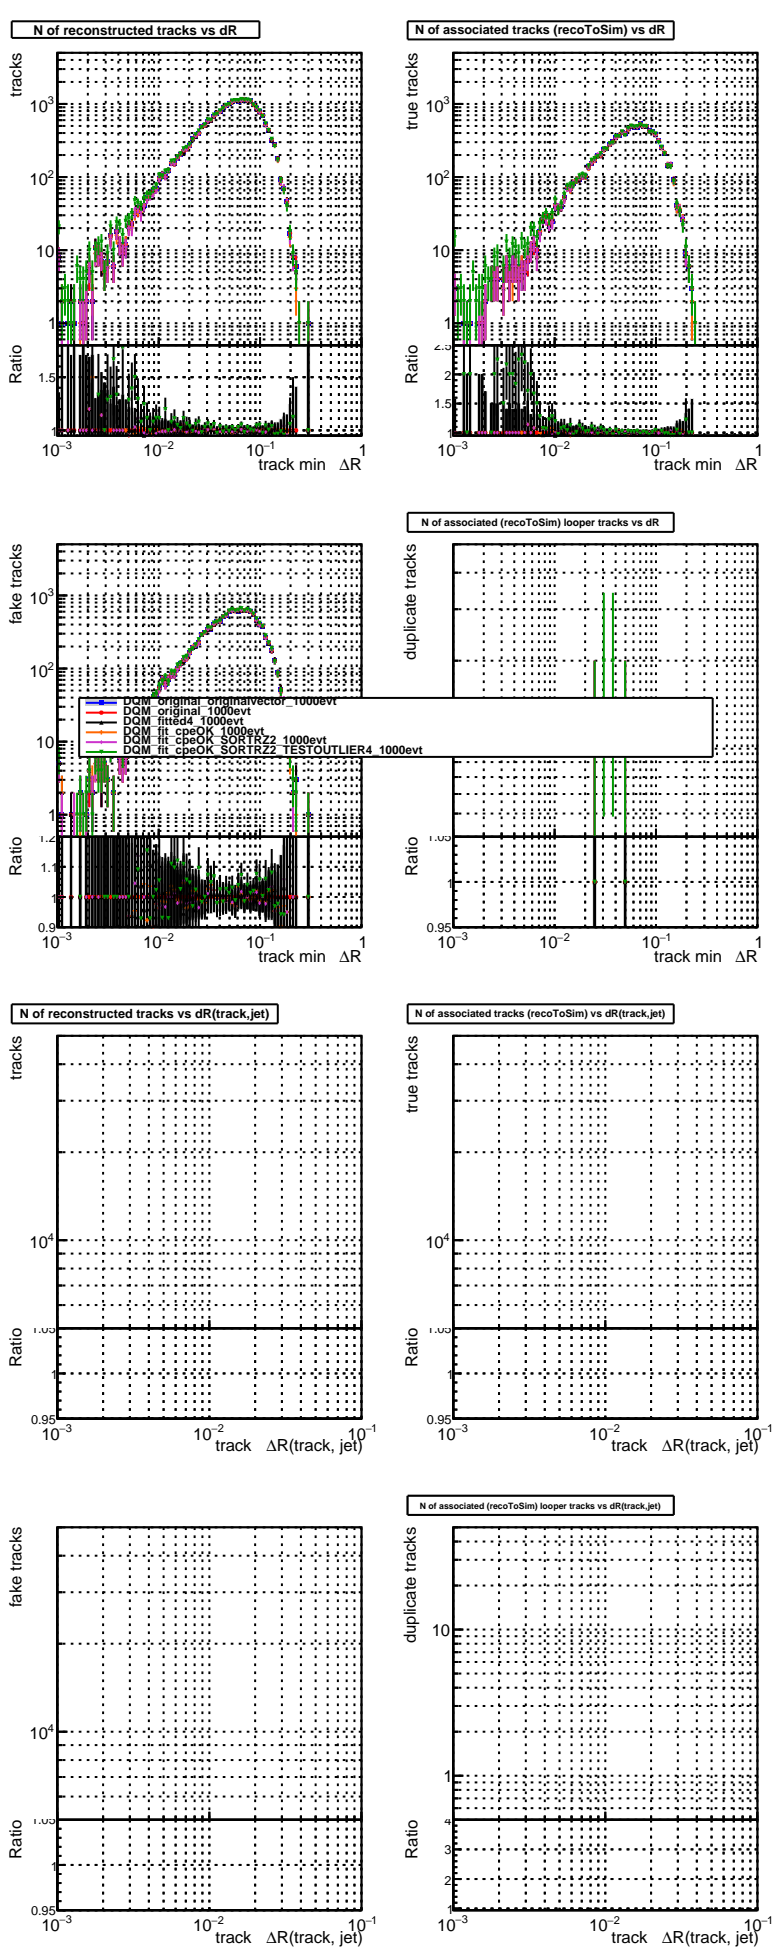 N of reconstructed tracks vs dR
N of associated tracks (recoToSim) vs dR
tracks
10³
10²
10
1
Ratio
1.5
1
10⁻³
10⁻²
10⁻¹
1
track min ΔR
true tracks
10³
10²
10
1
Ratio
2.5
2
1.5
1
10⁻³
10⁻²
10⁻¹
1
track min ΔR
N of associated (recoToSim) looper tracks vs dR
fake tracks
10³
10²
10
1
Ratio
1.2
1.1
1
0.9
10⁻³
10⁻²
10⁻¹
1
track min ΔR
duplicate tracks
Ratio
1.05
1
0.95
10⁻³
10⁻²
10⁻¹
1
track min ΔR
DQM_original_originalvector_1000evt
DQM_original_1000evt
DQM_fitted4_1000evt
DQM_fit_cpeOK_1000evt
DQM_fit_cpeOK_SORTRZ2_1000evt
DQM_fit_cpeOK_SORTRZ2_TESTOUTLIER4_1000evt
N of reconstructed tracks vs dR(track,jet)
N of associated tracks (recoToSim) vs dR(track,jet)
tracks
10⁴
Ratio
1.05
1
0.95
10⁻³
10⁻²
10⁻¹
track ΔR(track, jet)
true tracks
10⁴
Ratio
1.05
1
0.95
10⁻³
10⁻²
10⁻¹
track ΔR(track, jet)
N of associated (recoToSim) looper tracks vs dR(track,jet)
fake tracks
10⁴
Ratio
1.05
1
0.95
10⁻³
10⁻²
10⁻¹
track ΔR(track, jet)
duplicate tracks
10
1
Ratio
4
3
2
1
10⁻³
10⁻²
10⁻¹
track ΔR(track, jet)